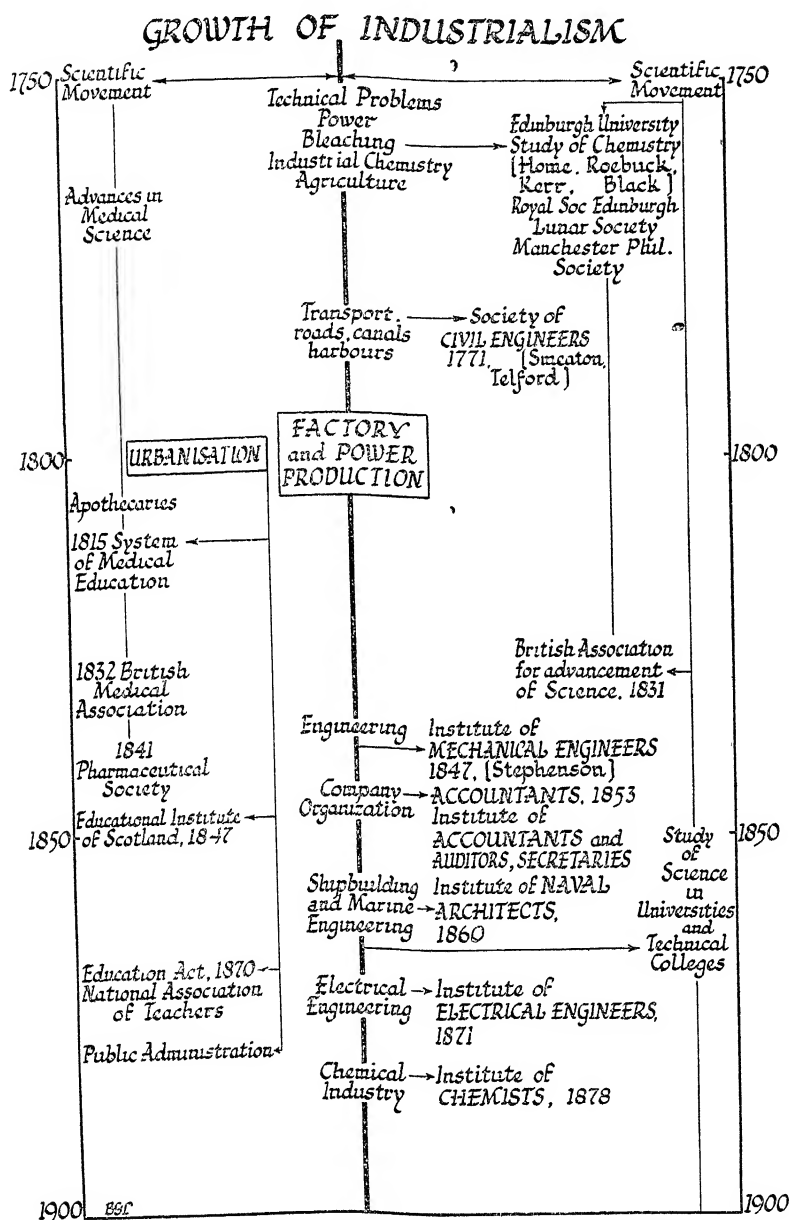 GROWTH OF INDUSTRIALISM
1750
Scientific
Movement
Scientific
Movement
1750
Technical Problems
Power
Bleaching
Industrial Chemistry
Agriculture
Edinburgh University
Study of Chemistry
[Home, Roebuck,
Kerr, Black]
Royal Soc Edinburgh
Lunar Society
Manchester Phil.
Society
Advances in
Medical
Science
Transport,
roads, canals
harbours
Society of
CIVIL ENGINEERS
1771, [Smeaton,
Telford]
FACTORY
and POWER
PRODUCTION
URBANISATION
1800
1800
Apothecaries
1815 System
of Medical
Education
1832 British
Medical
Association
British Association
for advancement
of Science, 1831
1841
Pharmaceutical
Society
Engineering
Institute of
MECHANICAL ENGINEERS
1847, [Stephenson]
Company
Organization
ACCOUNTANTS, 1853
Institute of
ACCOUNTANTS and
AUDITORS, SECRETARIES
Educational Institute
of Scotland, 1847
1850
1850
Study
of
Science
in
Universities
and
Technical
Colleges
Shipbuilding
and Marine
Engineering
Institute of NAVAL
ARCHITECTS,
1860
Education Act, 1870
National Association
of Teachers
Electrical
Engineering
Institute of
ELECTRICAL ENGINEERS,
1871
Public Administration
Chemical
Industry
Institute of
CHEMISTS, 1878
1900
1900